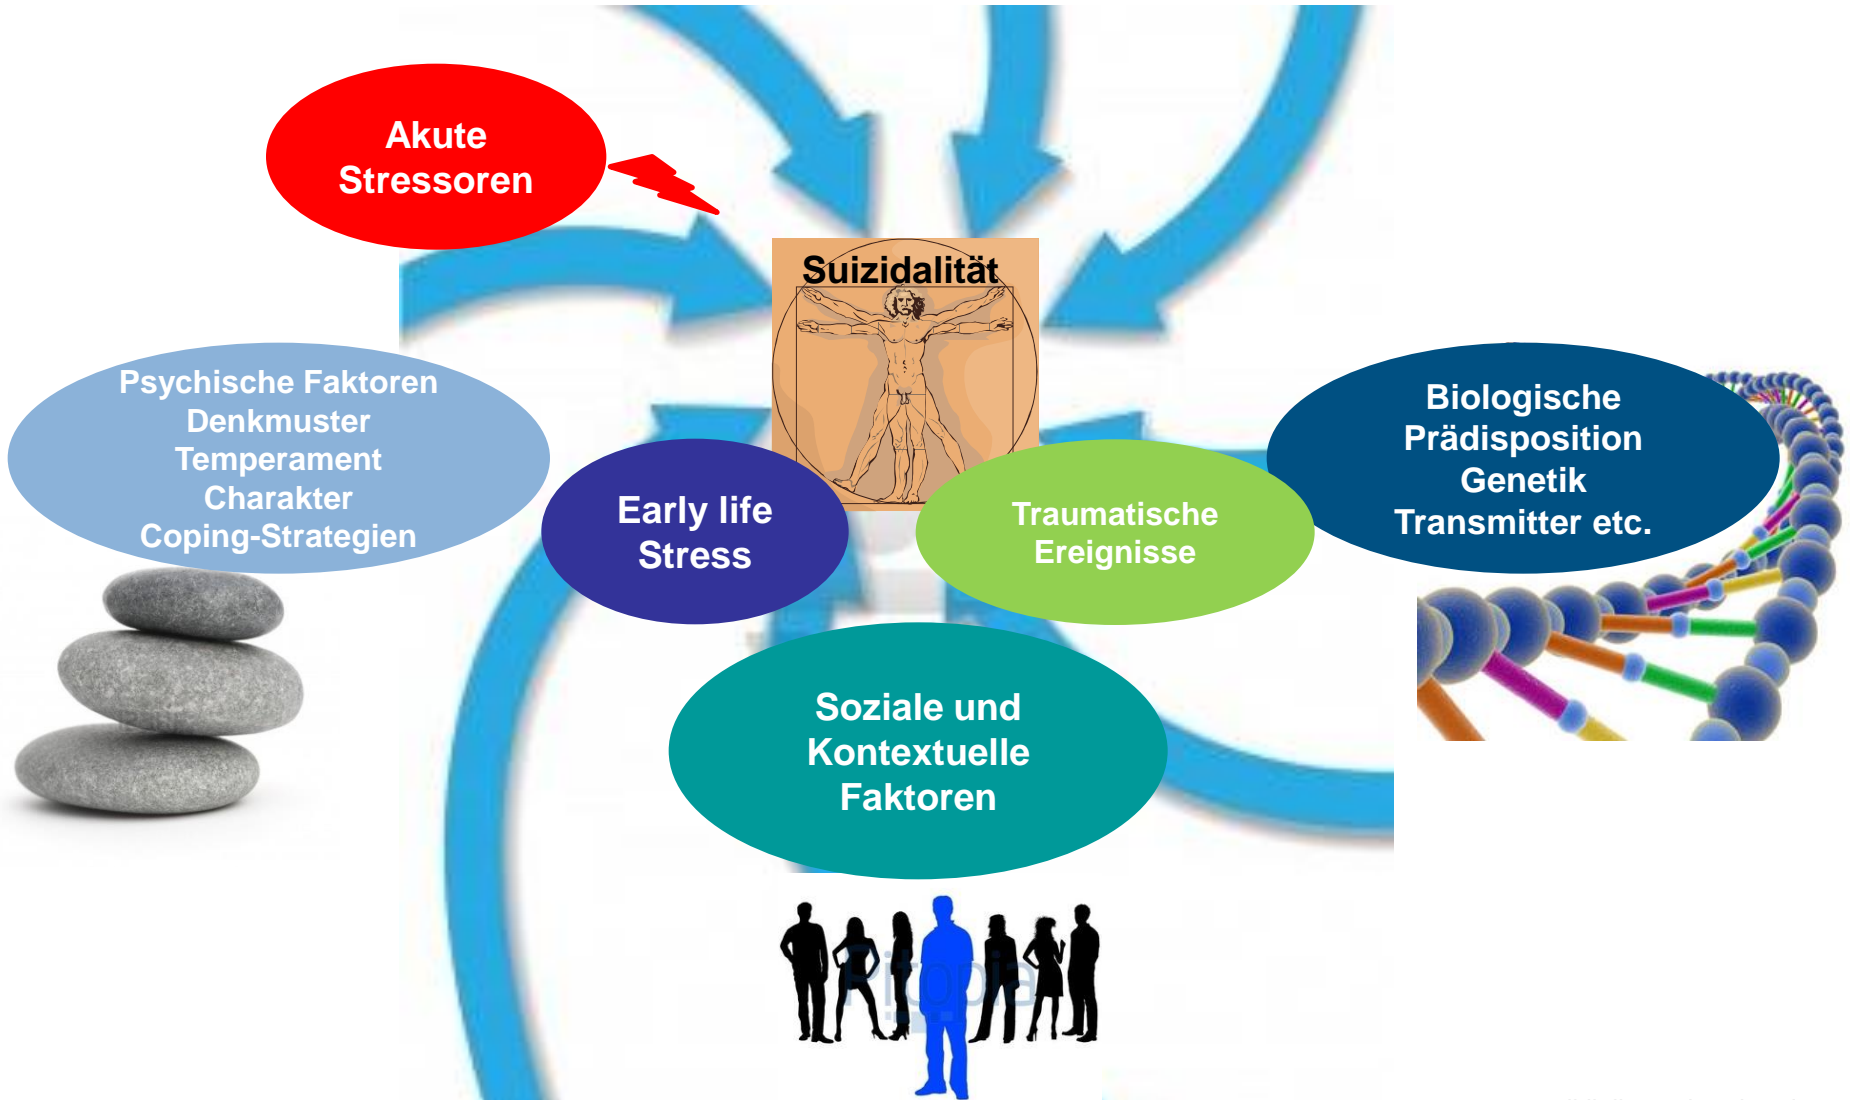 Akute
Stressoren
Suizidalität
Psychische Faktoren
Denkmuster
Temperament
Charakter
Coping-Strategien
Early life
Stress
Traumatische
Ereignisse
Biologische
Prädisposition
Genetik
Transmitter etc.
Soziale und
Kontextuelle
Faktoren
Pitopia